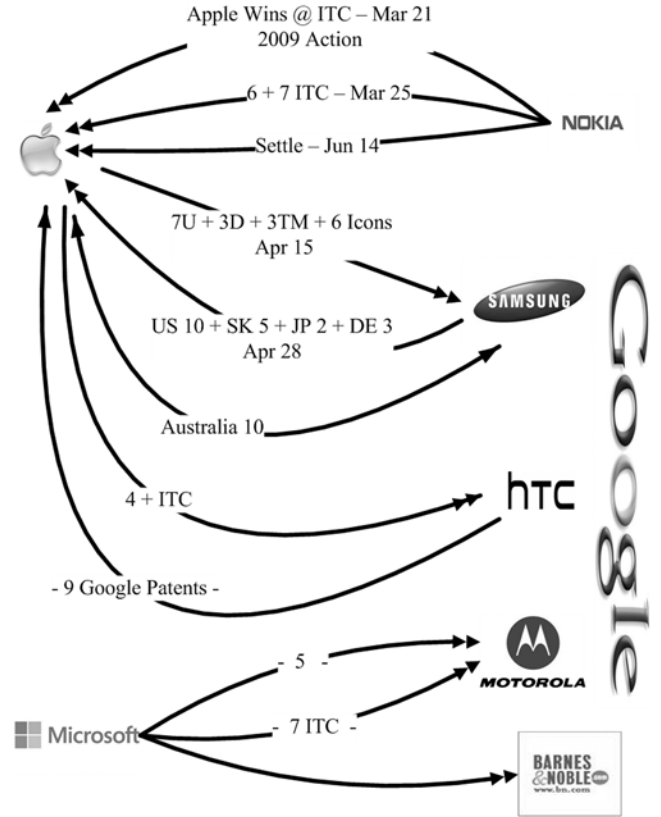 Apple Wins @ ITC – Mar 21
2009 Action
6 + 7 ITC – Mar 25
NOKIA
Settle – Jun 14
7U + 3D + 3TM + 6 Icons
Apr 15
SAMSUNG
US 10 + SK 5 + JP 2 + DE 3
Apr 28
Australia 10
Google
4 + ITC
hTC
- 9 Google Patents -
- 5 -
MOTOROLA
- 7 ITC -
Microsoft
BARNES
&NOBLE.com
www.bn.com